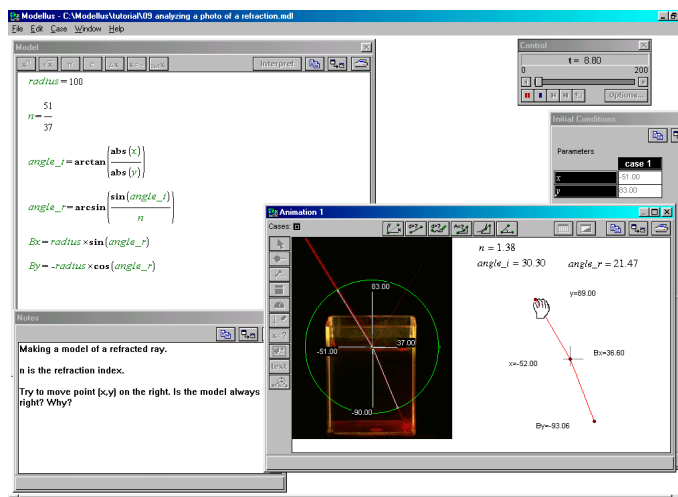 Modellus - C:\Modellus\tutorial\09 analyzing a photo of a refraction.mdl
File Edit Case Window Help
Model
Interpret
radius = 100
n = 51
37
angle_i = arctan(abs(x)
abs(y))
angle_r = arcsin(sin(angle_i)
n)
Bx = radius × sin(angle_r)
By = -radius × cos(angle_r)
Control
t = 8.80
0 200
Options...
Initial Conditions
Parameters
case 1
x -51.00
y 83.00
Animation 1
Cases:
x=?
text
83.00
-51.00
37.00
-90.00
n = 1.38
angle_i = 30.30 angle_r = 21.47
y=89.00
x=-52.00
Bx=36.60
By=-93.06
Notes
Making a model of a refracted ray.
n is the refraction index.
Try to move point (x,y) on the right. Is the model always
right? Why?